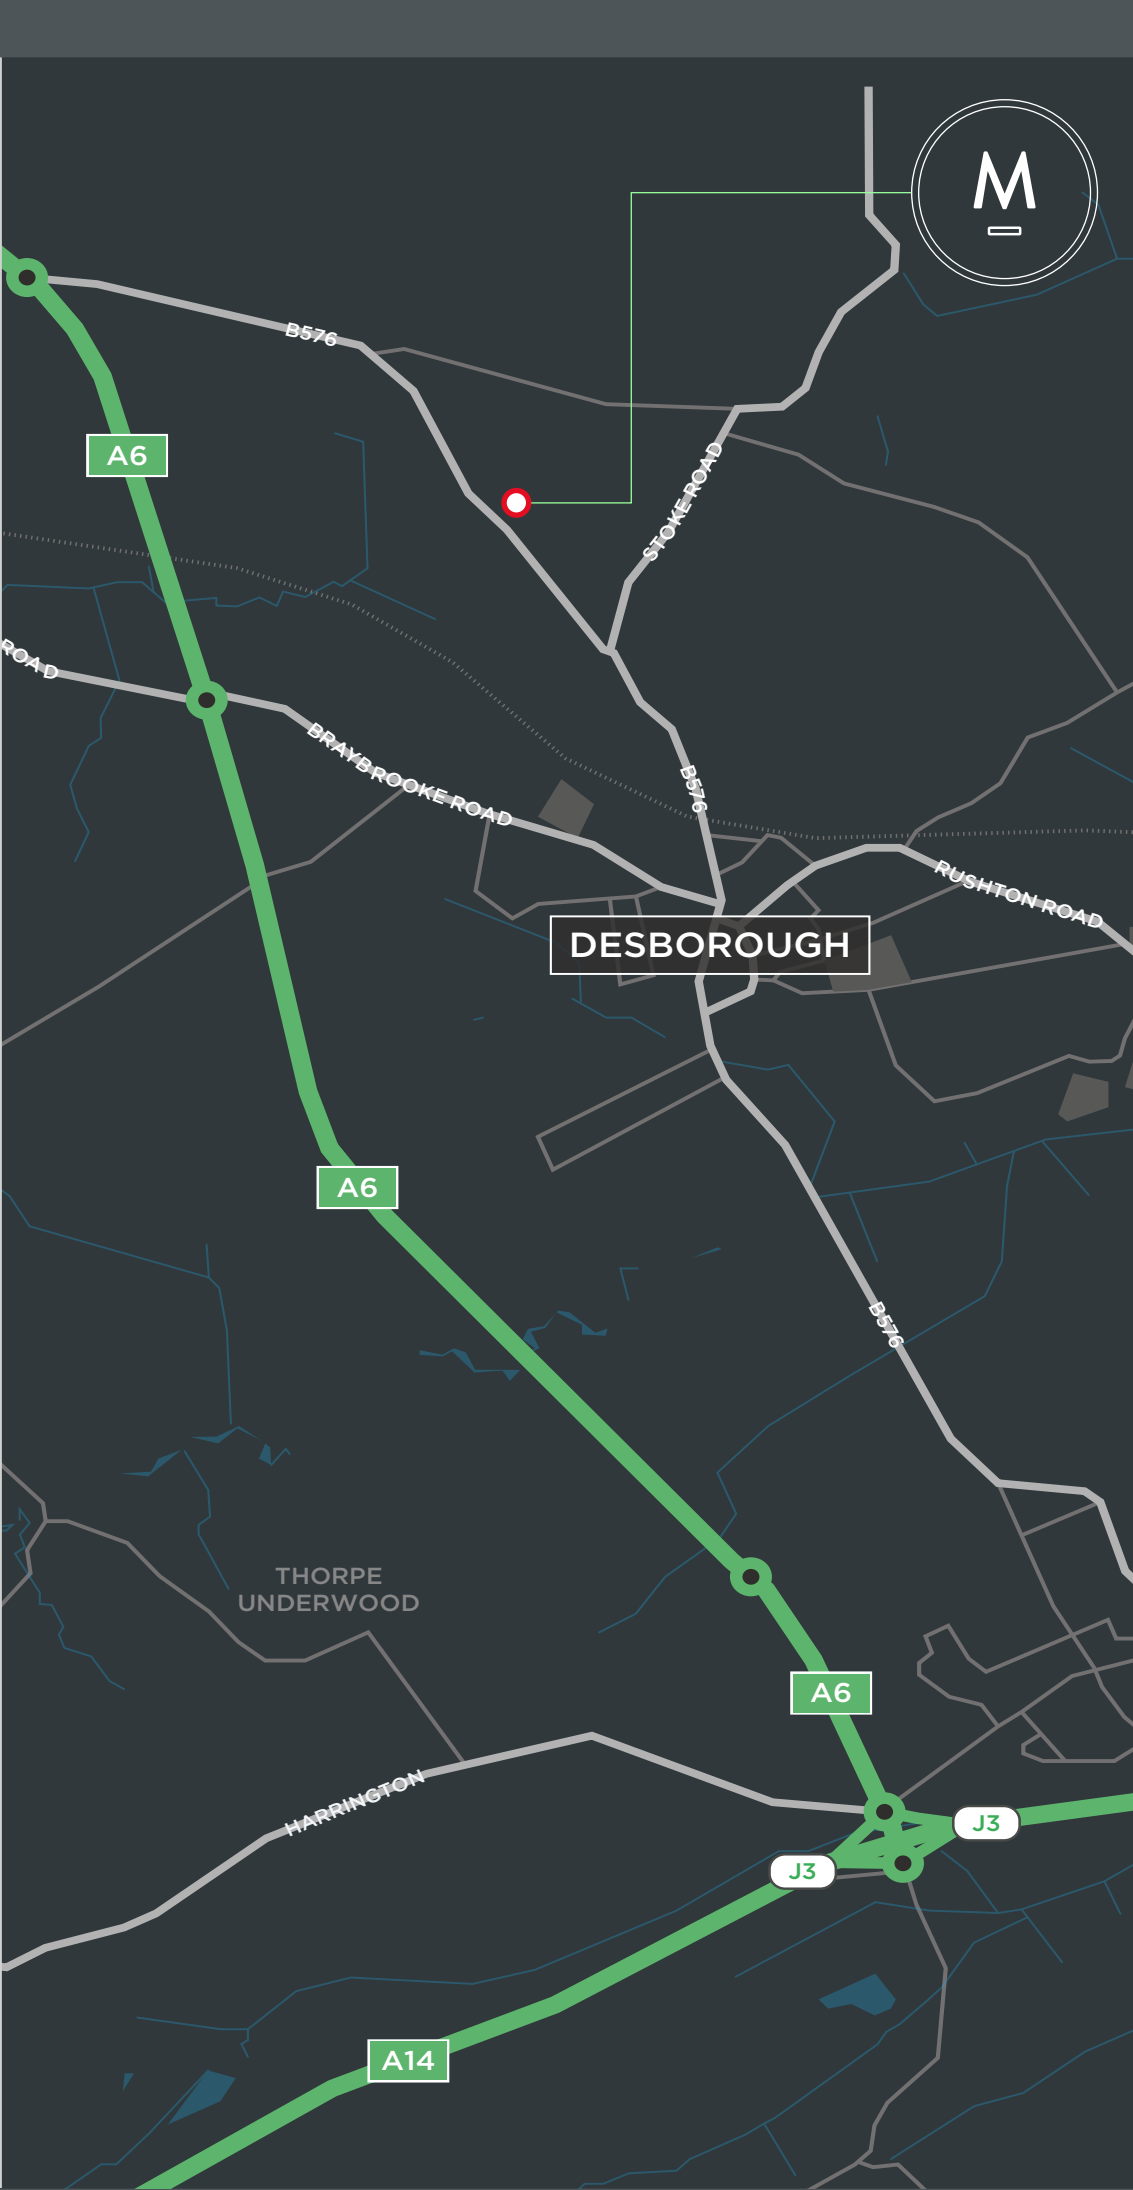 M
B576
A6
STOKE ROAD
ROAD
BRAYBROOKE ROAD
B576
RUSHTON ROAD
DESBOROUGH
A6
B576
THORPE
UNDERWOOD
A6
HARRINGTON
J3
J3
A14